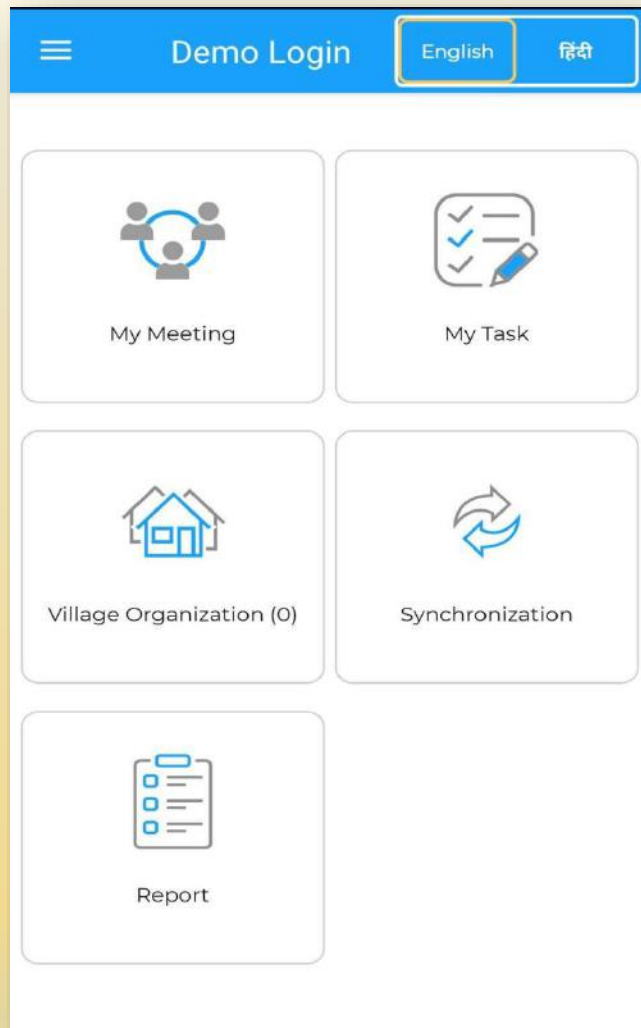 Demo Login English हिंदी
My Meeting My Task
Village Organization (0) Synchronization
Report